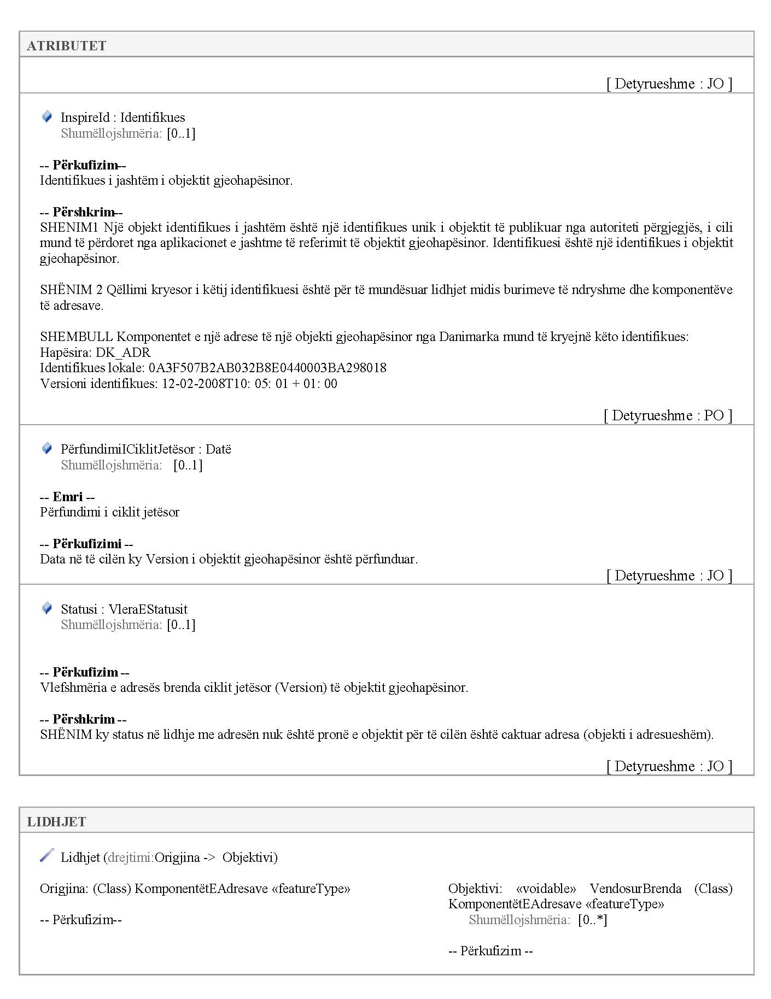 ATRIBUTET
[ Detyrueshme : JO ]
InspireId : Identifikues
Shumëllojshmëria: [0..1]
-- Përkufizim--
Identifikues i jashtëm i objektit gjeohapësinor.
-- Përshkrim--
SHENIM1 Një objekt identifikues i jashtëm është një identifikues unik i objektit të publikuar nga autoriteti përgjegjës, i cili
mund të përdoret nga aplikacionet e jashtme të referimit të objektit gjeohapësinor. Identifikuesi është një identifikues i objektit
gjeohapësinor.
SHËNIM 2 Qëllimi kryesor i këtij identifikuesi është për të mundësuar lidhjet midis burimeve të ndryshme dhe komponentëve
të adresave.
SHEMBULL Komponentet e një adrese të një objekti gjeohapësinor nga Danimarka mund të kryejnë këto identifikues:
Hapësira: DK_ADR
Identifikues lokale: 0A3F507B2AB032B8E0440003BA298018
Versioni identifikues: 12-02-2008T10: 05: 01 + 01: 00
[ Detyrueshme : PO ]
PërfundimiICiklitJetësor : Datë
Shumëllojshmëria: [0..1]
-- Emri --
Përfundimi i ciklit jetësor
-- Përkufizimi --
Data në të cilën ky Version i objektit gjeohapësinor është përfunduar.
[ Detyrueshme : JO ]
Statusi : VleraEStatusit
Shumëllojshmëria: [0..1]
-- Përkufizim --
Vlefshmëria e adresës brenda ciklit jetësor (Version) të objektit gjeohapësinor.
-- Përshkrim --
SHËNIM ky status në lidhje me adresën nuk është pronë e objektit për të cilën është caktuar adresa (objekti i adresueshëm).
[ Detyrueshme : JO ]
LIDHJET
Lidhjet (drejtimi:Origjina -> Objektivi)
Origjina: (Class) KomponentëtEAdresave «featureType»
-- Përkufizim--
Objektivi: «voidable» VendosurBrenda (Class)
KomponentëtEAdresave «featureType»
Shumëllojshmëria: [0..*]
-- Përkufizim --